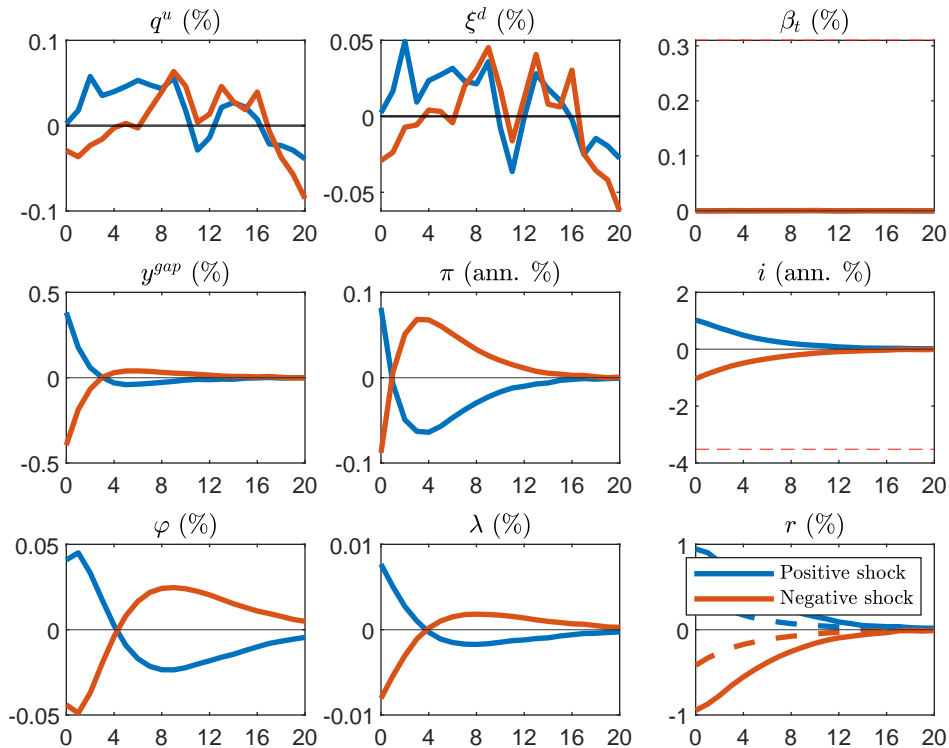 q^u (%)
ξ^d (%)
β_t (%)
0.1
0
-0.1
0 4 8 12 16 20
0.05
0
-0.05
0 4 8 12 16 20
0.3
0.2
0.1
0
0 4 8 12 16 20
y^{gap} (%)
π (ann. %)
i (ann. %)
0.5
0
-0.5
0 4 8 12 16 20
0.1
0
-0.1
0 4 8 12 16 20
2
0
-2
-4
0 4 8 12 16 20
φ (%)
λ (%)
r (%)
0.05
0
-0.05
0 4 8 12 16 20
0.01
0
-0.01
0 4 8 12 16 20
1
0
-1
0 4 8 12 16 20
Positive shock
Negative shock